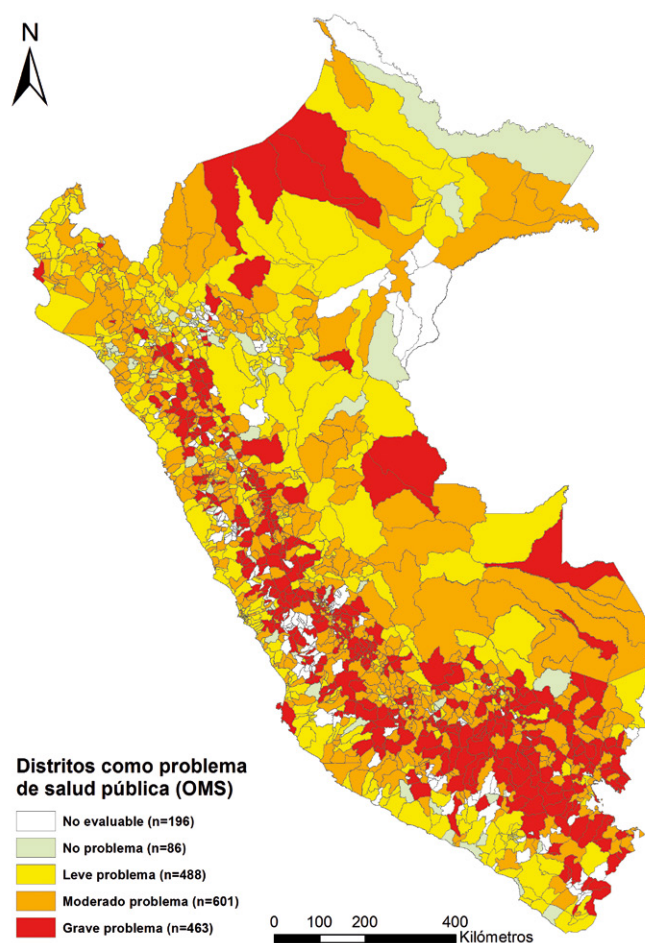 N
Distritos como problema
de salud pública (OMS)
No evaluable (n=196)
No problema (n=86)
Leve problema (n=488)
Moderado problema (n=601)
Grave problema (n=463)
0 100 200 400
Kilómetros